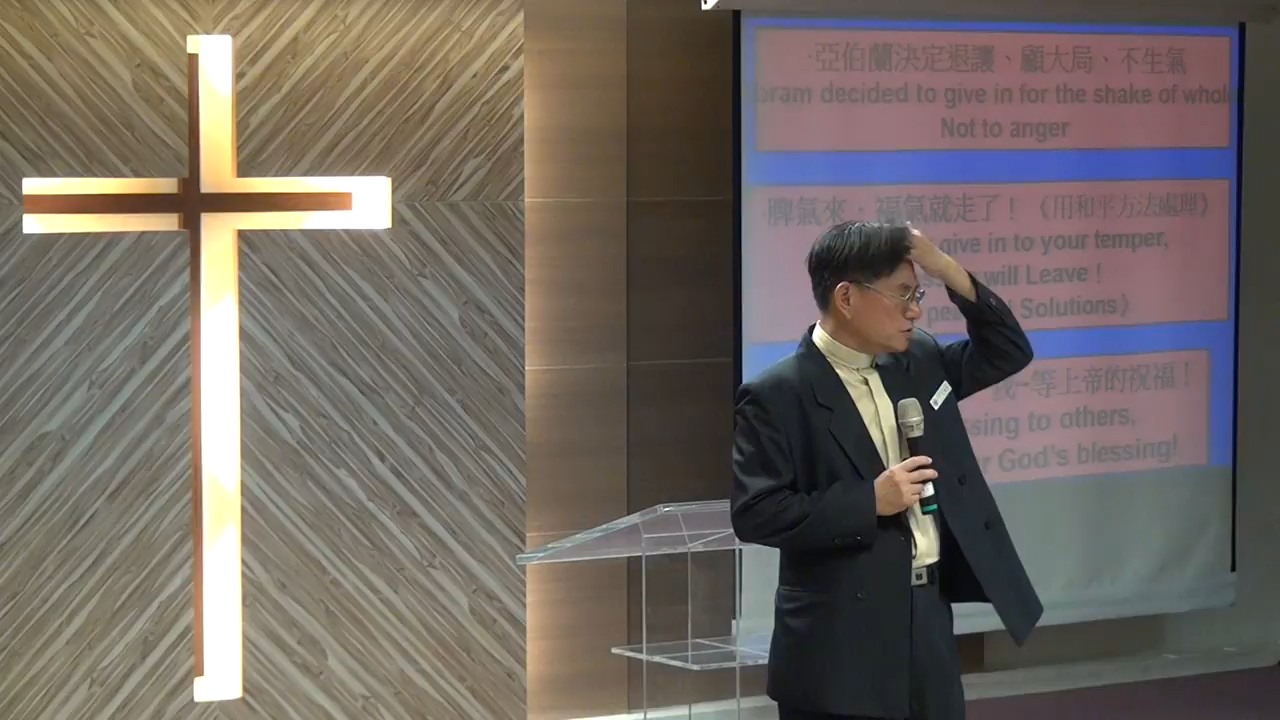 亞伯蘭決定退讓、顧大局、不生氣
bram decided to give in for the shake of whole
Not to anger
脾氣來，福氣就走了！《用和平方法處理》
give in to your temper,
will Leave！
Solutions》
一等上帝的祝福！
sing to others,
God's blessing!